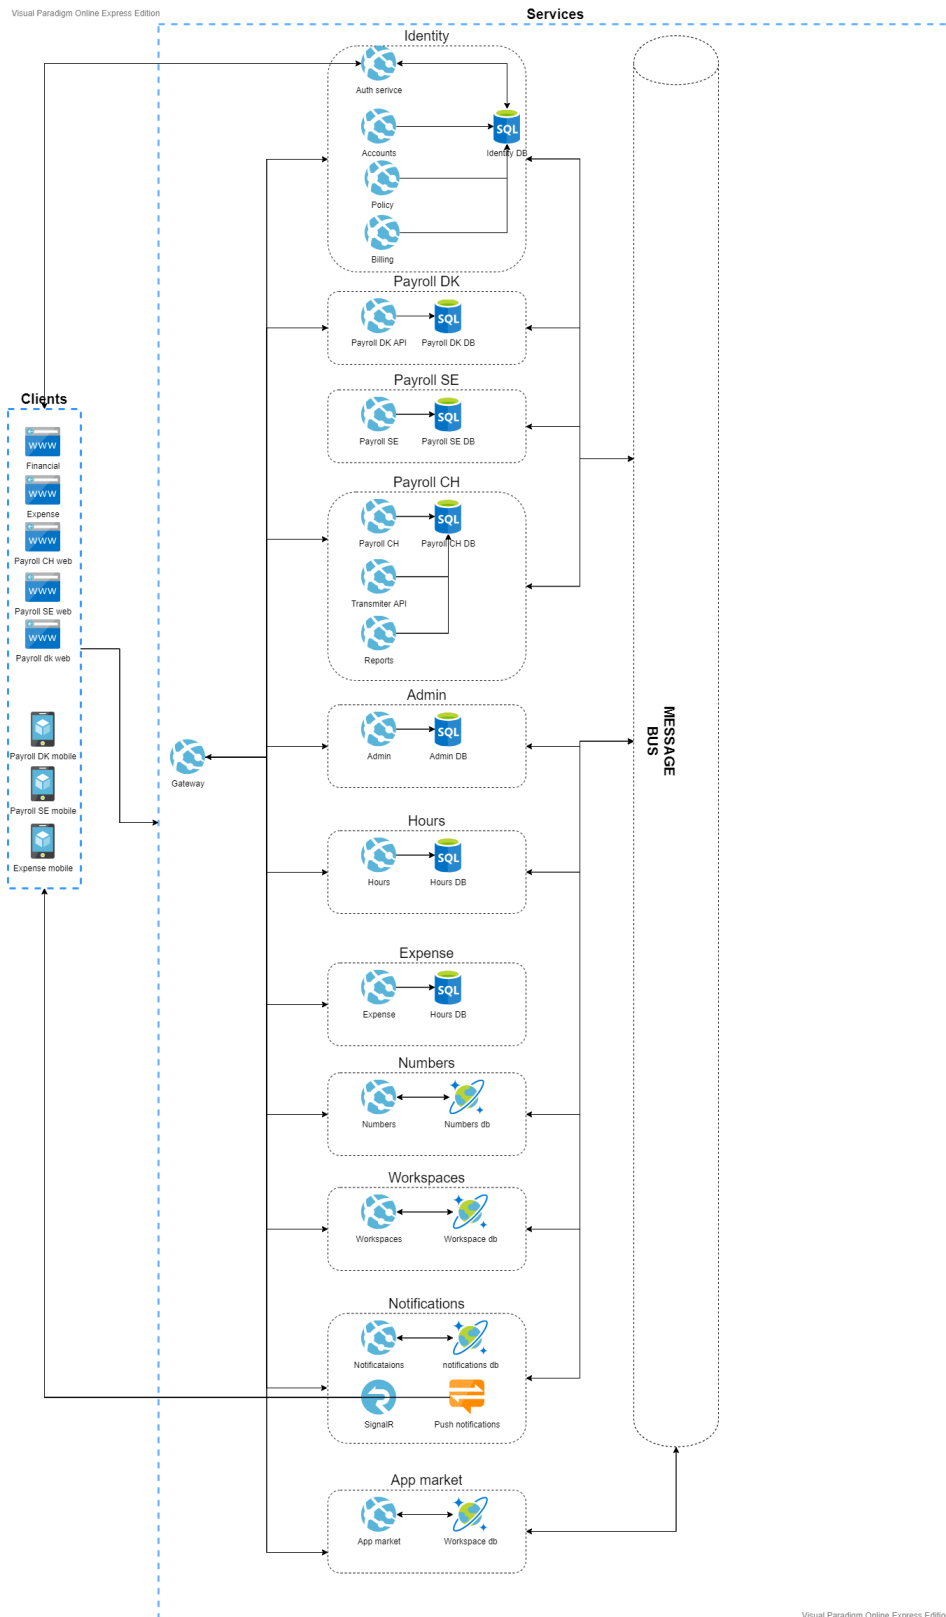 Visual Paradigm Online Express Edition
Services
Identity
Auth serivce
SQL
Accounts
Identity DB
Policy
Billing
Payroll DK
SQL
Payroll DK API
Payroll DK DB
Payroll SE
SQL
Payroll SE
Payroll SE DB
Payroll CH
SQL
Payroll CH
Payroll CH DB
Transmiter API
Reports
Clients
WWW
Financial
WWW
Expense
WWW
Payroll CH web
WWW
Payroll SE web
WWW
Payroll dk web
Payroll DK mobile
Payroll SE mobile
Expense mobile
Gateway
Admin
SQL
Admin
Admin DB
MESSAGE
BUS
Hours
SQL
Hours
Hours DB
Expense
SQL
Expense
Hours DB
Numbers
Numbers
Numbers db
Workspaces
Workspaces
Workspace db
Notifications
Notificataions
notifications db
SignalR
Push notifications
App market
App market
Workspace db
Visual Paradigm Online Express Editio